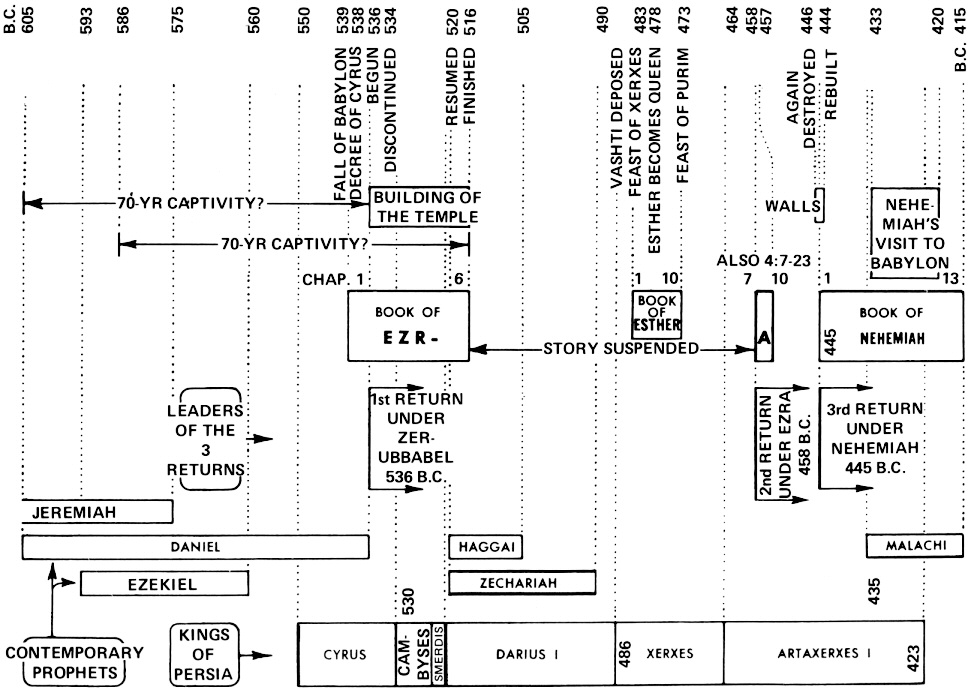 B.C.
605
593
586
575
560
550
539
538
536
534
520
516
505
490
483
478
473
464
458
457
446
444
433
420
415
B.C.
FALL OF BABYLON
DECREE OF CYRUS
BEGUN
DISCONTINUED
RESUMED
FINISHED
VASHTI DEPOSED
FEAST OF XERXES
ESTHER BECOMES QUEEN
FEAST OF PURIM
AGAIN
DESTROYED
REBUILT
70-YR CAPTIVITY?
BUILDING OF
THE TEMPLE
WALLS
NEHE-
MIAH'S
VISIT TO
BABYLON
70-YR CAPTIVITY?
ALSO 4:7-23
CHAP. 1
6
1 10
7 10
1
13
BOOK OF
EZR-
BOOK
OF
ESTHER
STORY SUSPENDED
A
445
BOOK OF
NEHEMIAH
LEADERS
OF THE
3
RETURNS
1st RETURN
UNDER
ZER-
UBBABEL
536 B.C.
2nd RETURN
UNDER EZRA
458 B.C.
3rd RETURN
UNDER
NEHEMIAH
445 B.C.
JEREMIAH
DANIEL
HAGGAI
MALACHI
EZEKIEL
ZECHARIAH
530
435
CONTEMPORARY
PROPHETS
KINGS
OF
PERSIA
CYRUS
CAM-
BYSES
SMERDIS
DARIUS I
486
XERXES
ARTAXERXES I
423